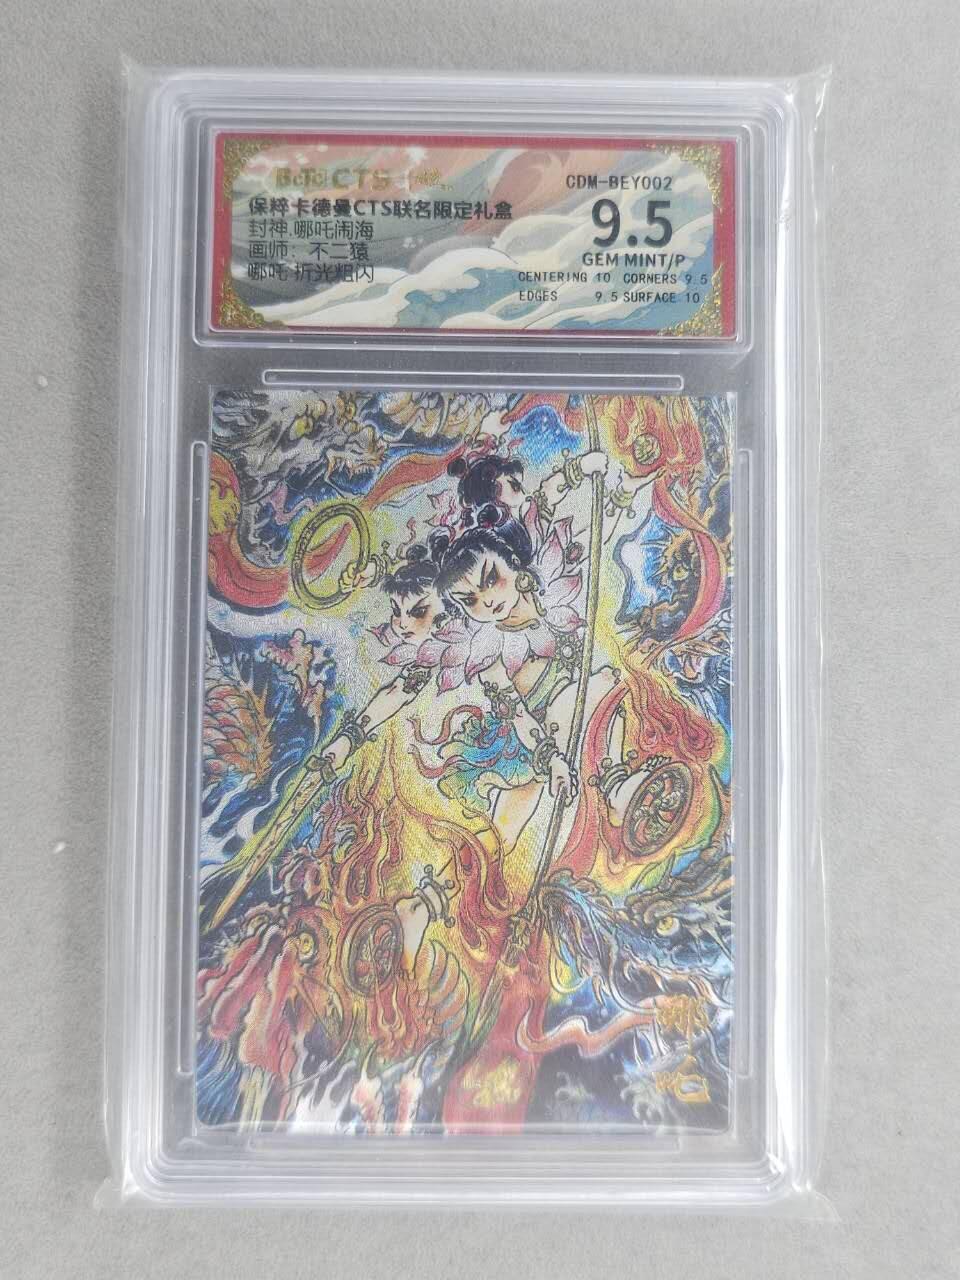 CTS
CDM-BEY002
保粹卡德曼CTS联名限定礼盒
9.5
封神.哪吒闹海
画师：不二猿
GEM MINT/P
哪吒 折光粗闪
CENTERING 10 CORNERS 9.5
EDGES 9.5 SURFACE 10
哪吒